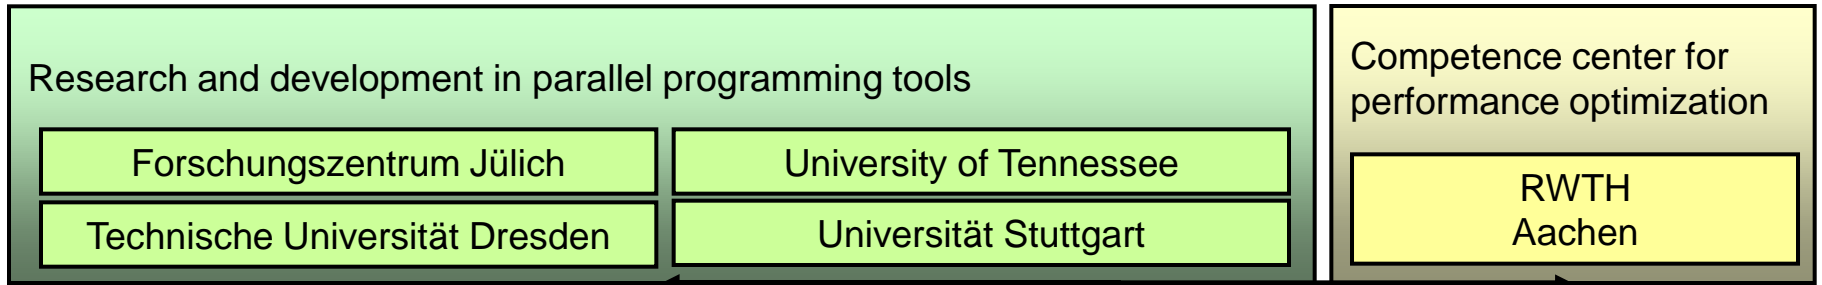 Research and development in parallel programming tools
Forschungszentrum Jülich
University of Tennessee
Technische Universität Dresden
Universität Stuttgart
Competence center for
performance optimization
RWTH
Aachen